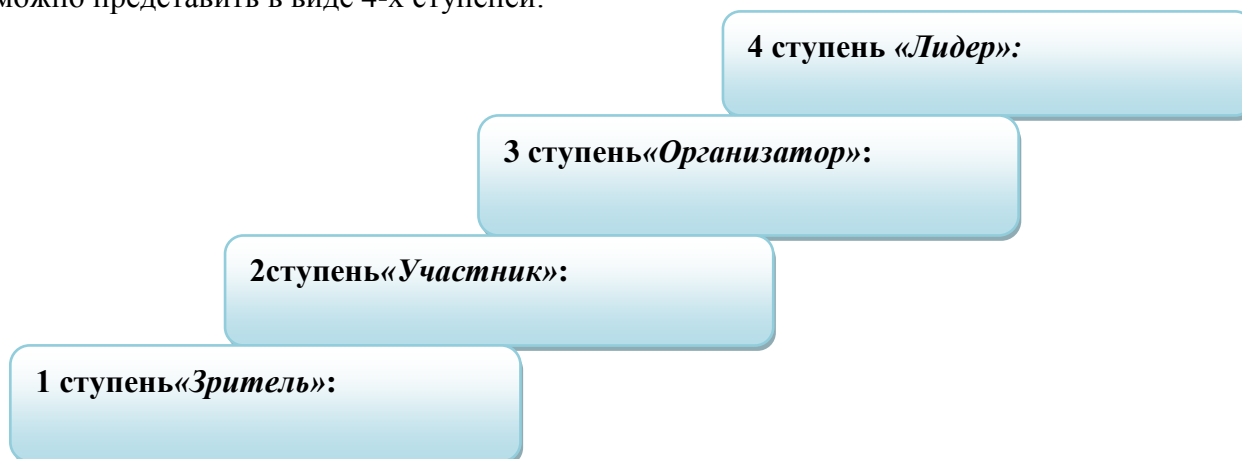 можно представить в виде 4-х ступеней:
4 ступень «Лидер»:
3 ступень«Организатор»:
2ступень«Участник»:
1 ступень«Зритель»: